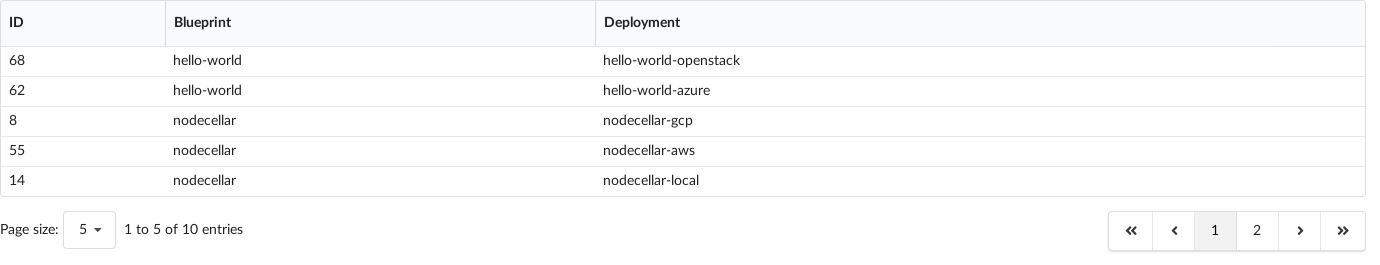 ID Blueprint Deployment
68 hello-world hello-world-openstack
62 hello-world hello-world-azure
8 nodecellar nodecellar-gcp
55 nodecellar nodecellar-aws
14 nodecellar nodecellar-local
Page size: 5 1 to 5 of 10 entries « ‹ 1 2 › »